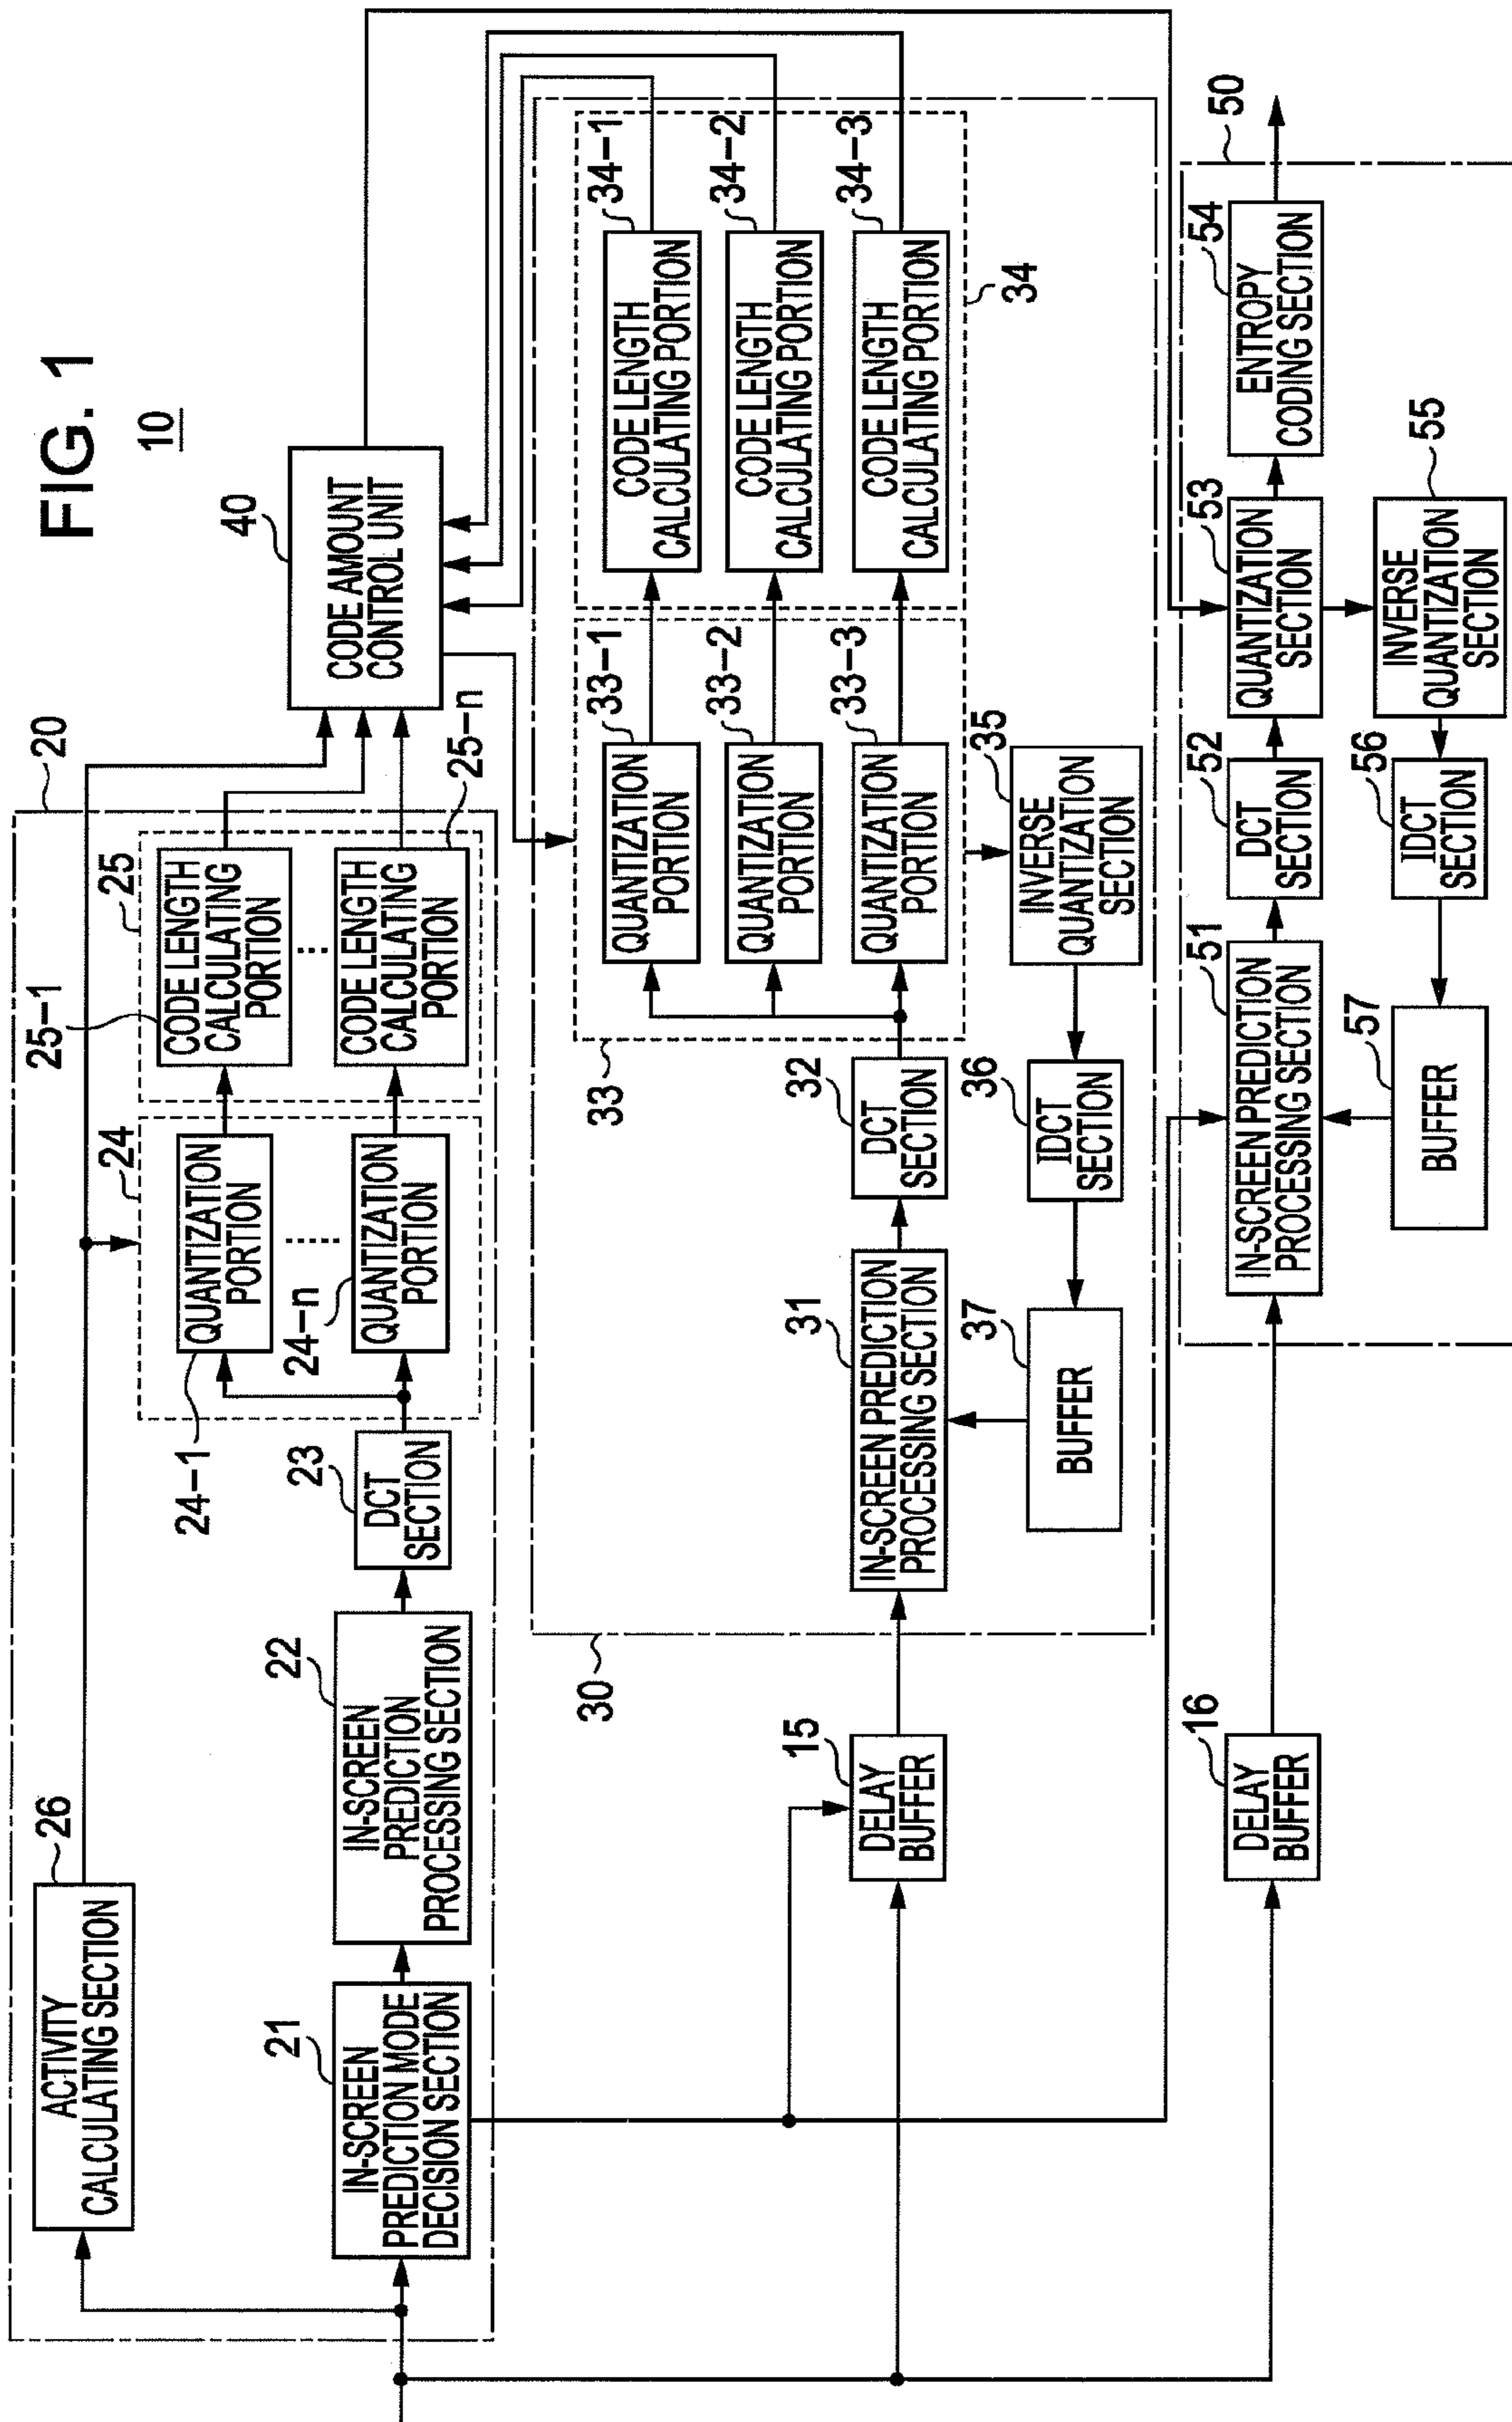 FIG. 1
10
20
26
ACTIVITY
CALCULATING SECTION
21
IN-SCREEN
PREDICTION MODE
DECISION SECTION
22
IN-SCREEN
PREDICTION
PROCESSING SECTION
23
DCT
SECTION
24
24-1
QUANTIZATION
PORTION
24-n
QUANTIZATION
PORTION
25
25-1
CODE LENGTH
CALCULATING
PORTION
25-n
CODE LENGTH
CALCULATING
PORTION
40
CODE AMOUNT
CONTROL UNIT
15
DELAY
BUFFER
30
31
IN-SCREEN PREDICTION
PROCESSING SECTION
32
DCT
SECTION
33
33-1
QUANTIZATION
PORTION
33-2
QUANTIZATION
PORTION
33-3
QUANTIZATION
PORTION
34
34-1
CODE LENGTH
CALCULATING PORTION
34-2
CODE LENGTH
CALCULATING PORTION
34-3
CODE LENGTH
CALCULATING PORTION
35
INVERSE
QUANTIZATION
SECTION
36
IDCT
SECTION
37
BUFFER
16
DELAY
BUFFER
50
51
IN-SCREEN PREDICTION
PROCESSING SECTION
52
DCT
SECTION
53
QUANTIZATION
SECTION
54
ENTROPY
CODING SECTION
55
INVERSE
QUANTIZATION
SECTION
56
IDCT
SECTION
57
BUFFER